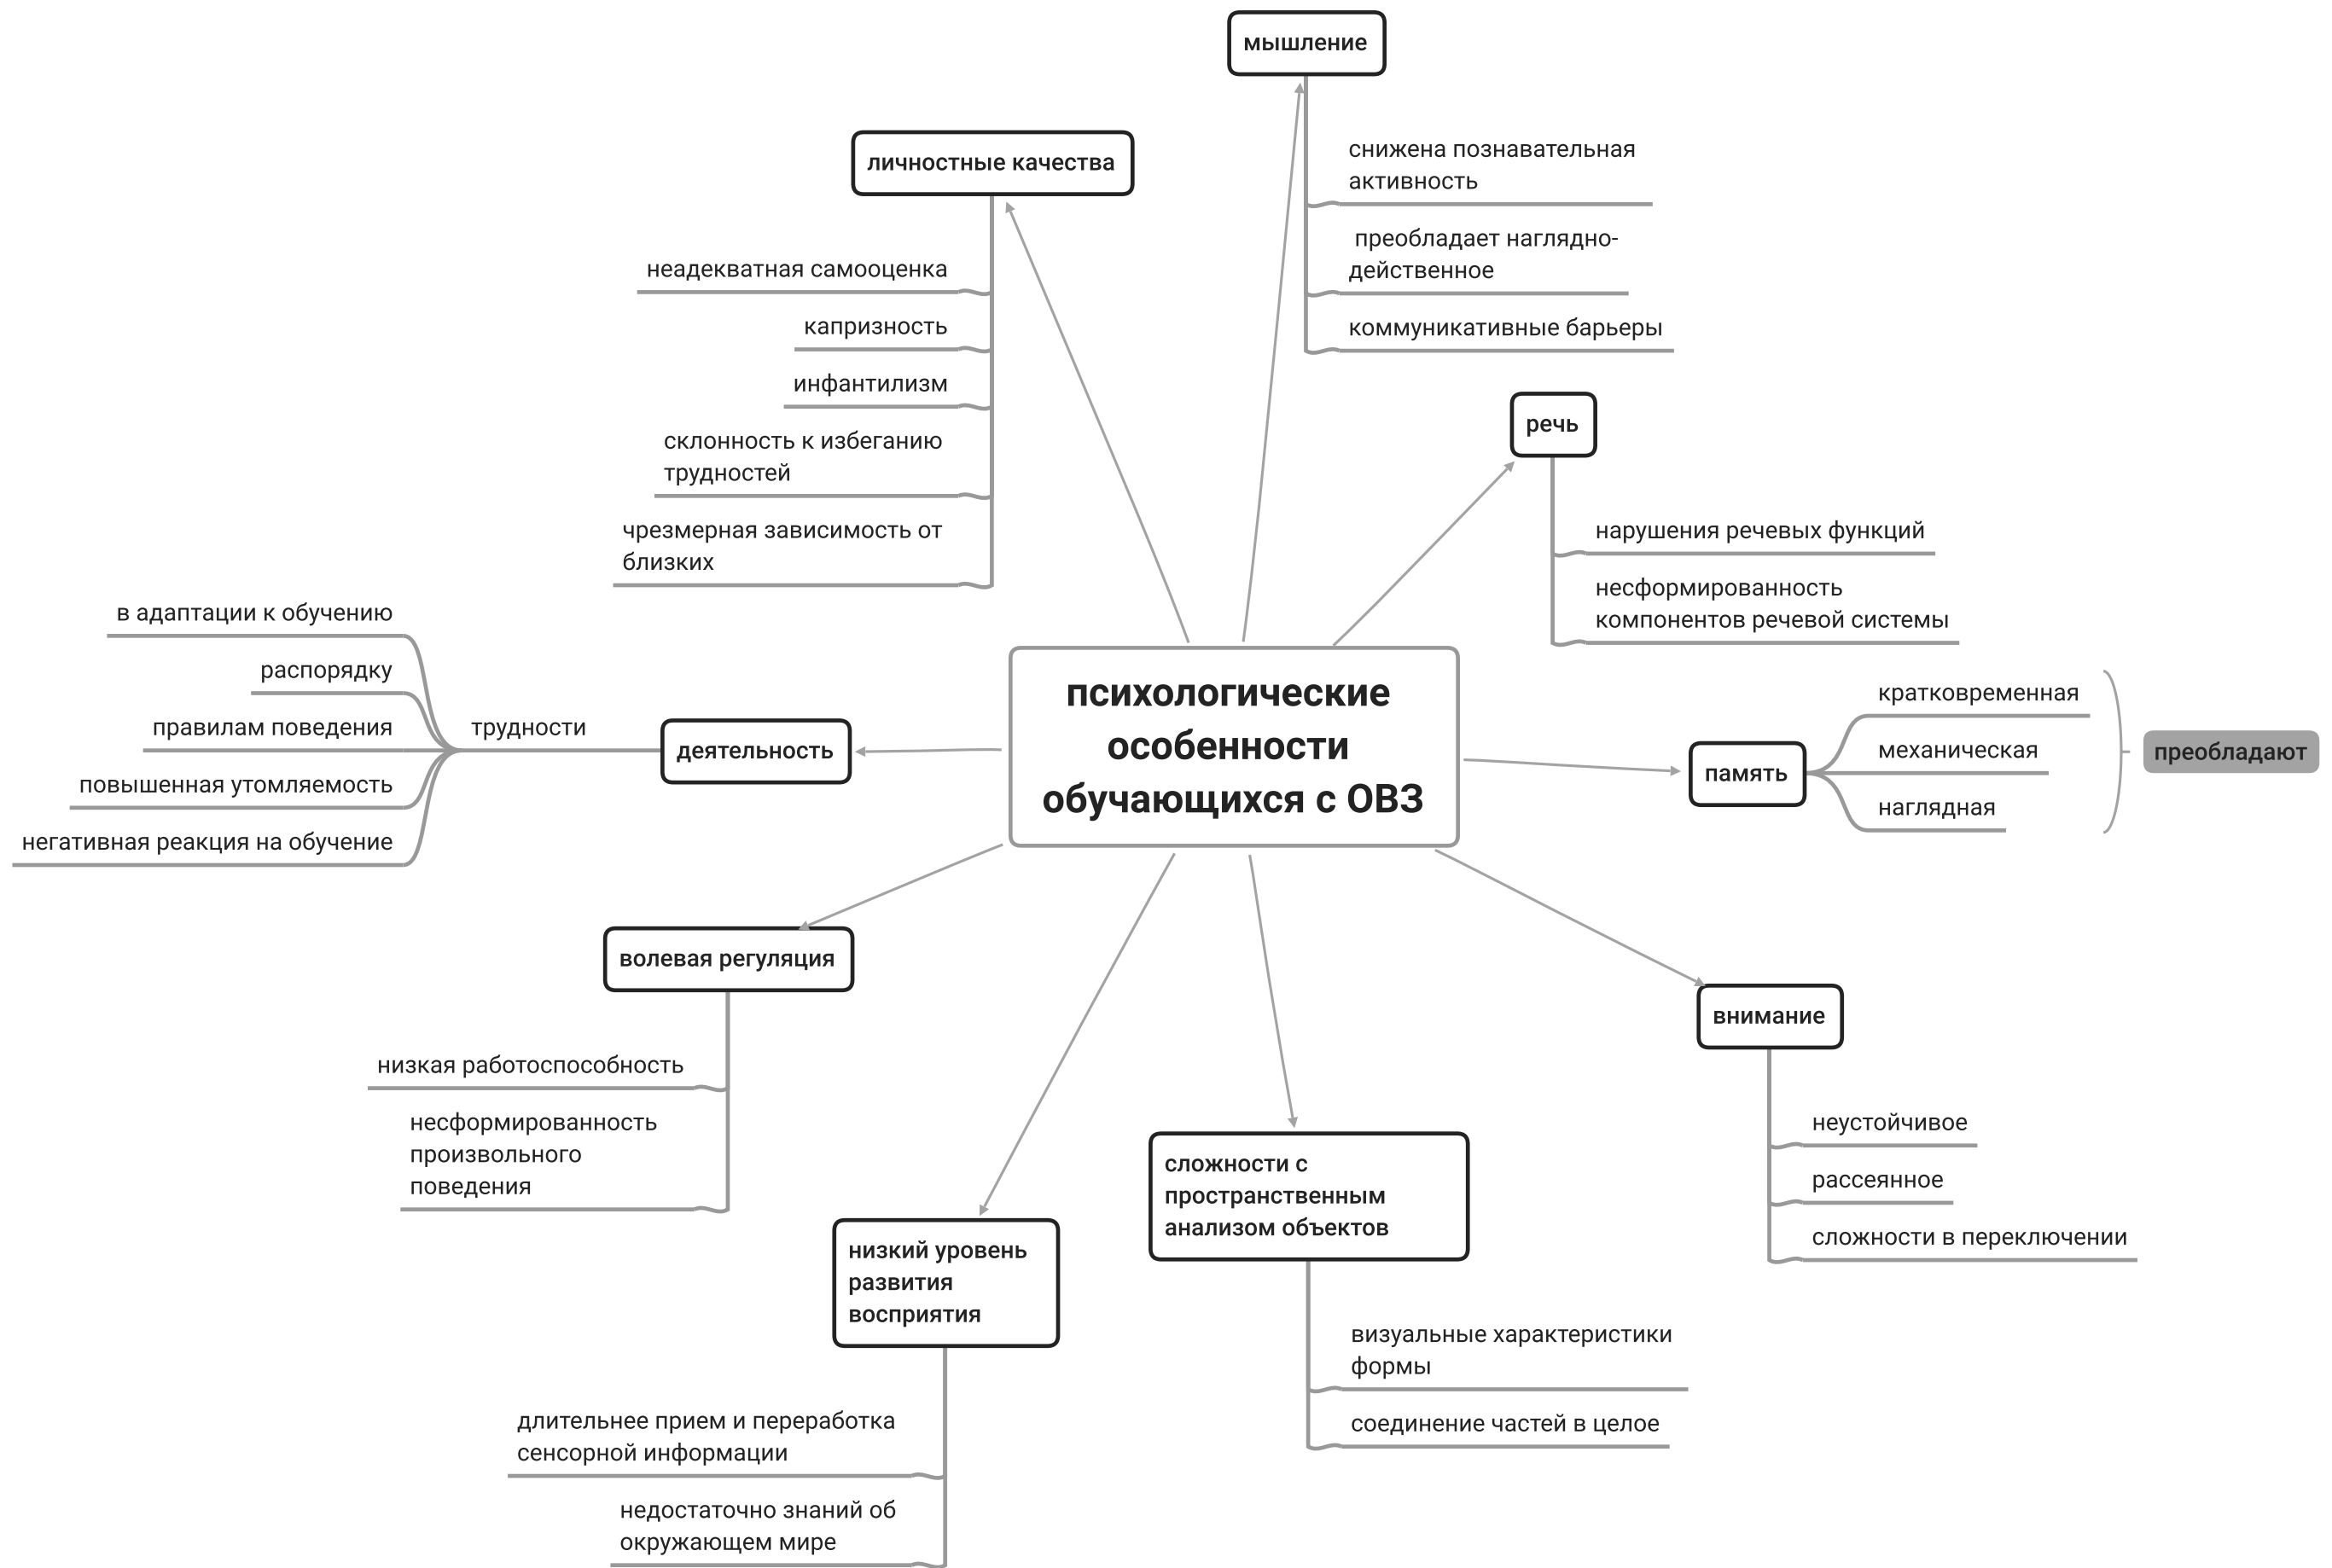 мышление
снижена познавательная
активность
преобладает наглядно-
действенное
коммуникативные барьеры
личностные качества
неадекватная самооценка
капризность
инфантилизм
склонность к избеганию
трудностей
чрезмерная зависимость от
близких
речь
нарушения речевых функций
несформированность
компонентов речевой системы
психологические
особенности
обучающихся с ОВЗ
деятельность
трудности
в адаптации к обучению
распорядку
правилам поведения
повышенная утомляемость
негативная реакция на обучение
память
кратковременная
механическая
наглядная
преобладают
волевая регуляция
низкая работоспособность
несформированность
произвольного
поведения
внимание
неустойчивое
рассеянное
сложности в переключении
низкий уровень
развития
восприятия
длительнее прием и переработка
сенсорной информации
недостаточно знаний об
окружающем мире
сложности с
пространственным
анализом объектов
визуальные характеристики
формы
соединение частей в целое